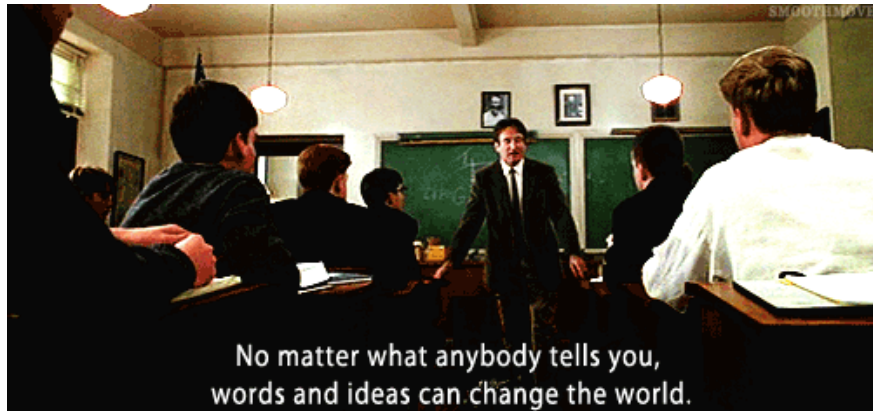 SMOOTHMOVE
No matter what anybody tells you,
words and ideas can change the world.